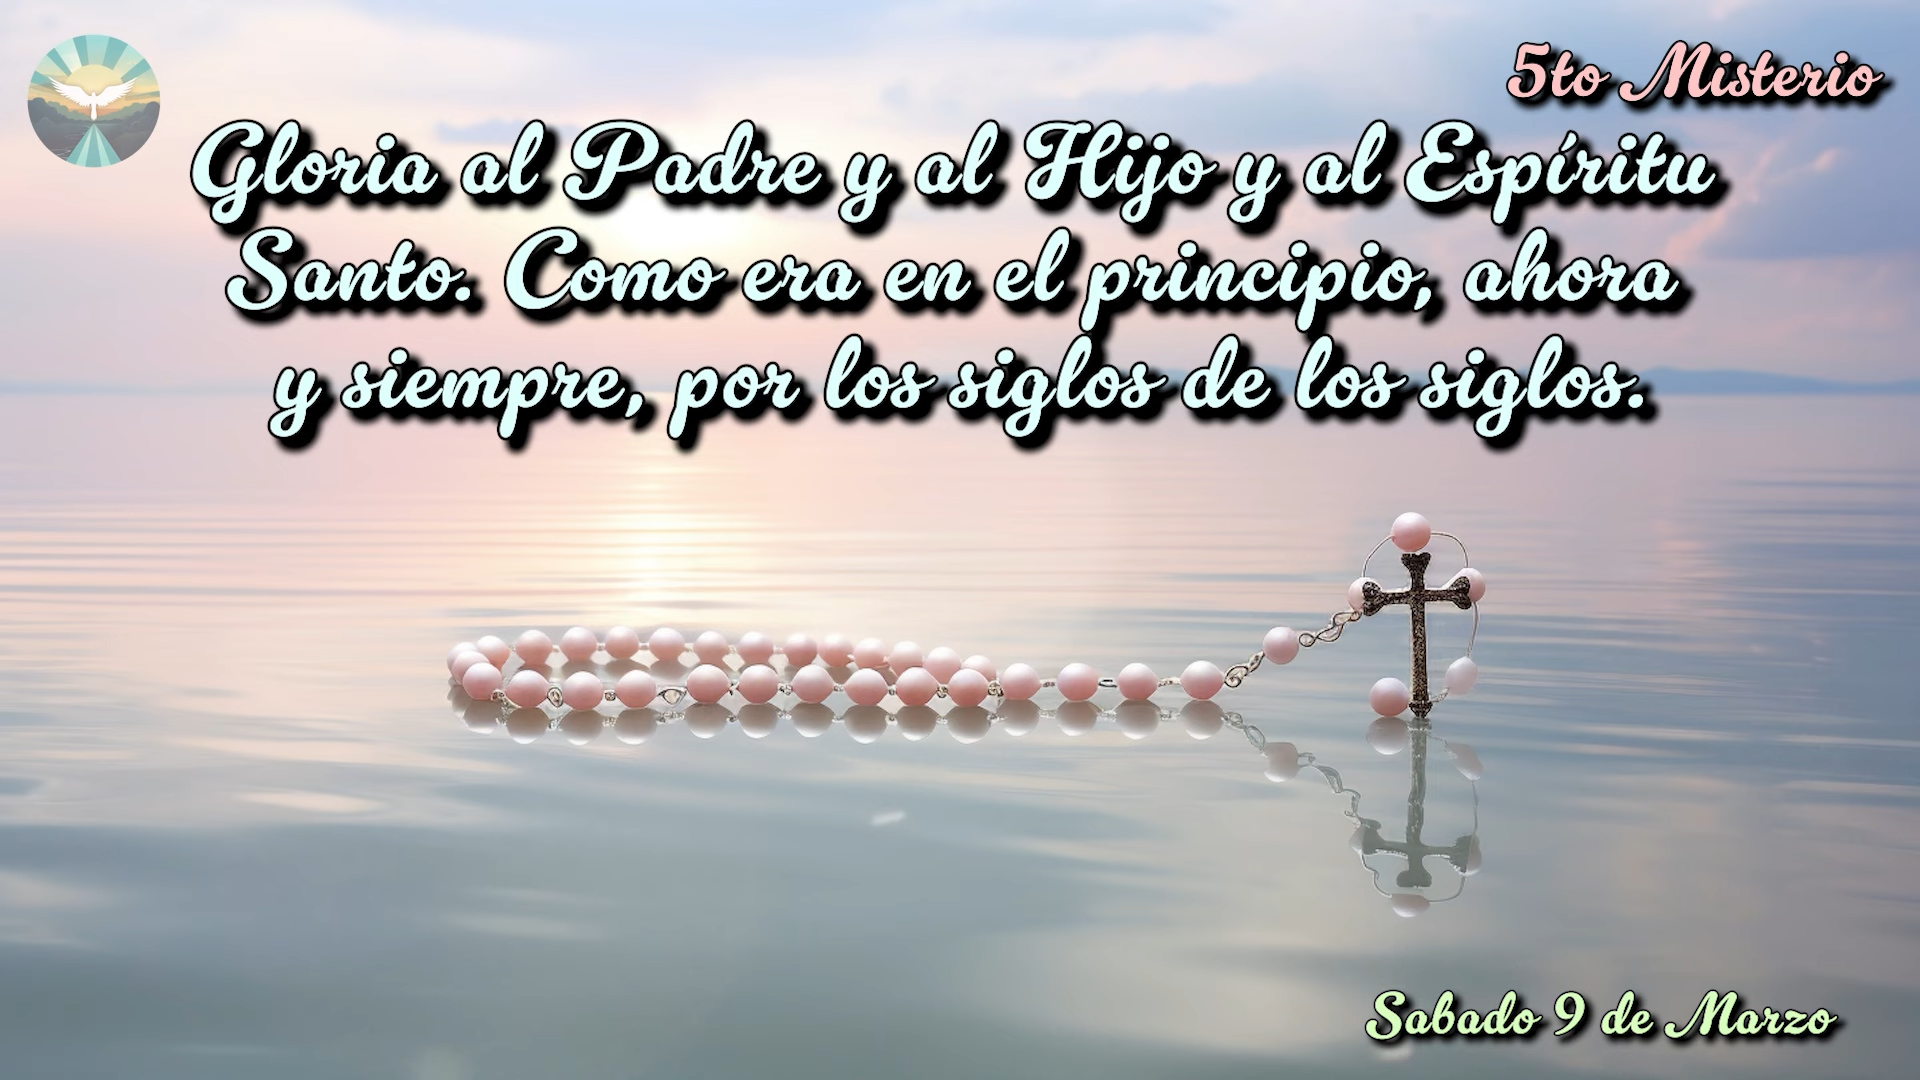 5to Misterio
Gloria al Padre y al Hijo y al Espíritu
Santo. Como era en el principio, ahora
y siempre, por los siglos de los siglos.
Sabado 9 de Marzo